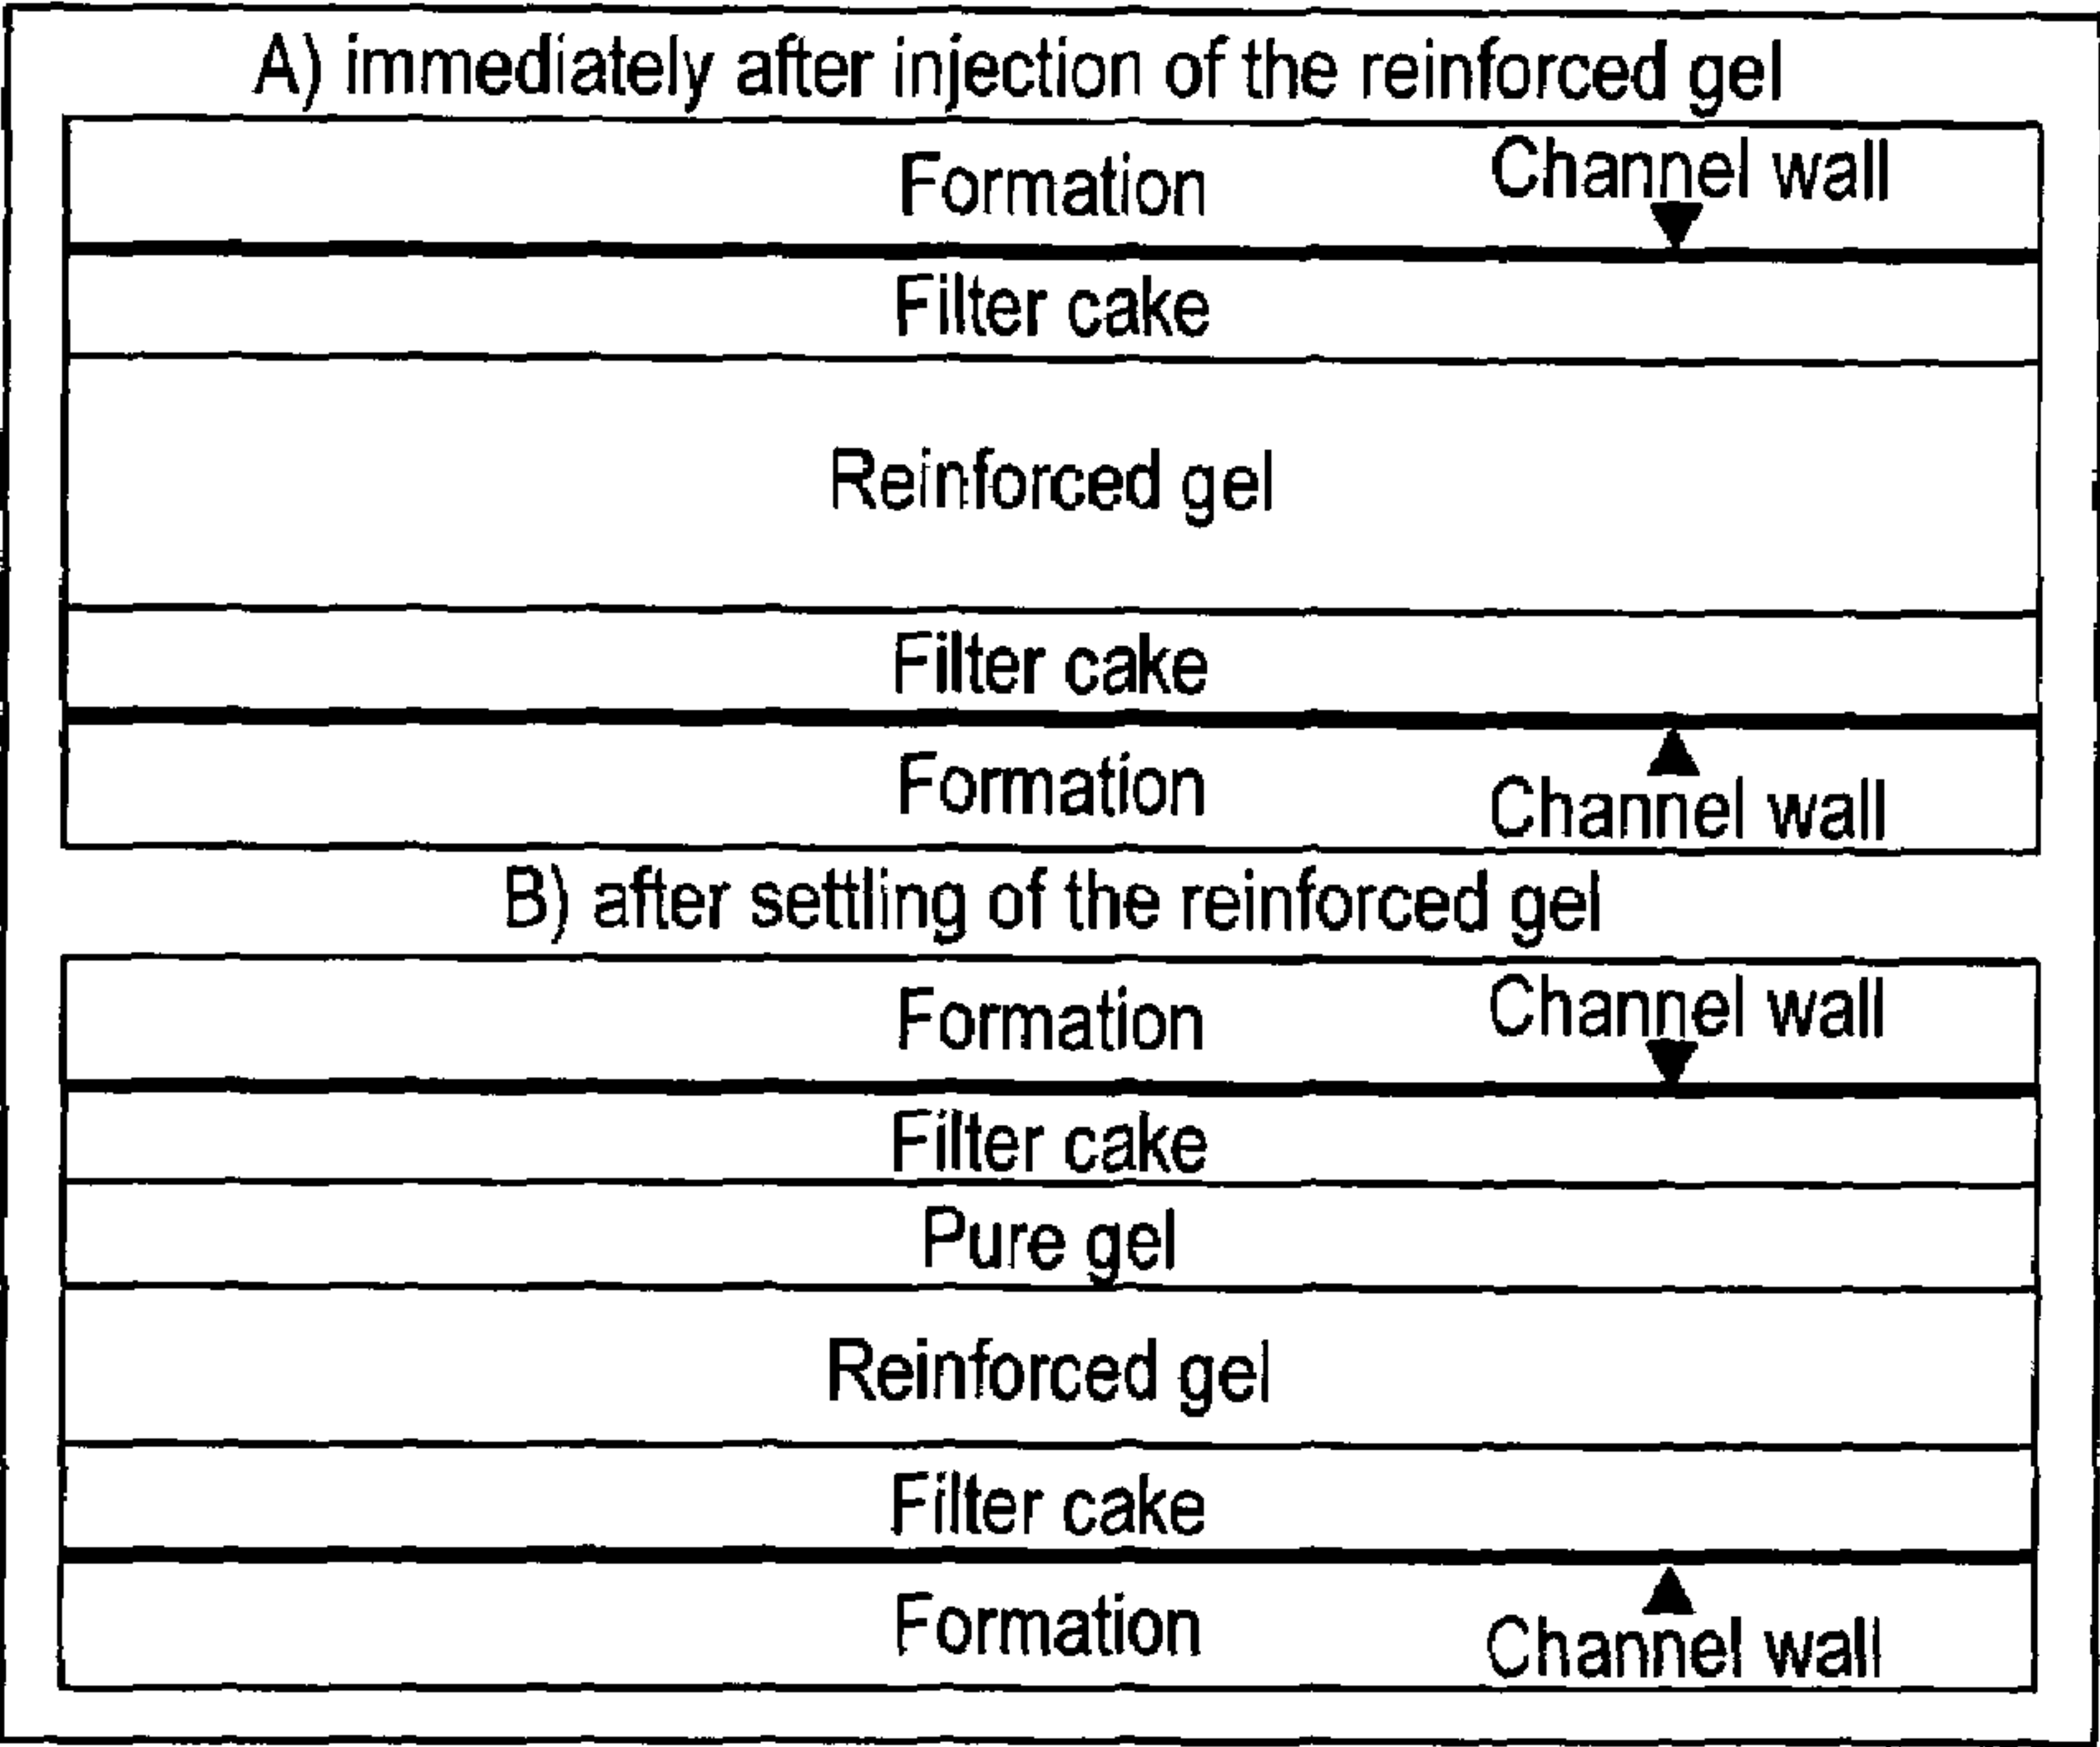 A) immediately after injection of the reinforced gel
Formation
Channel wall
Filter cake
Reinforced gel
Filter cake
Formation
Channel wall
B) after settling of the reinforced gel
Formation
Channel wall
Filter cake
Pure gel
Reinforced gel
Filter cake
Formation
Channel wall